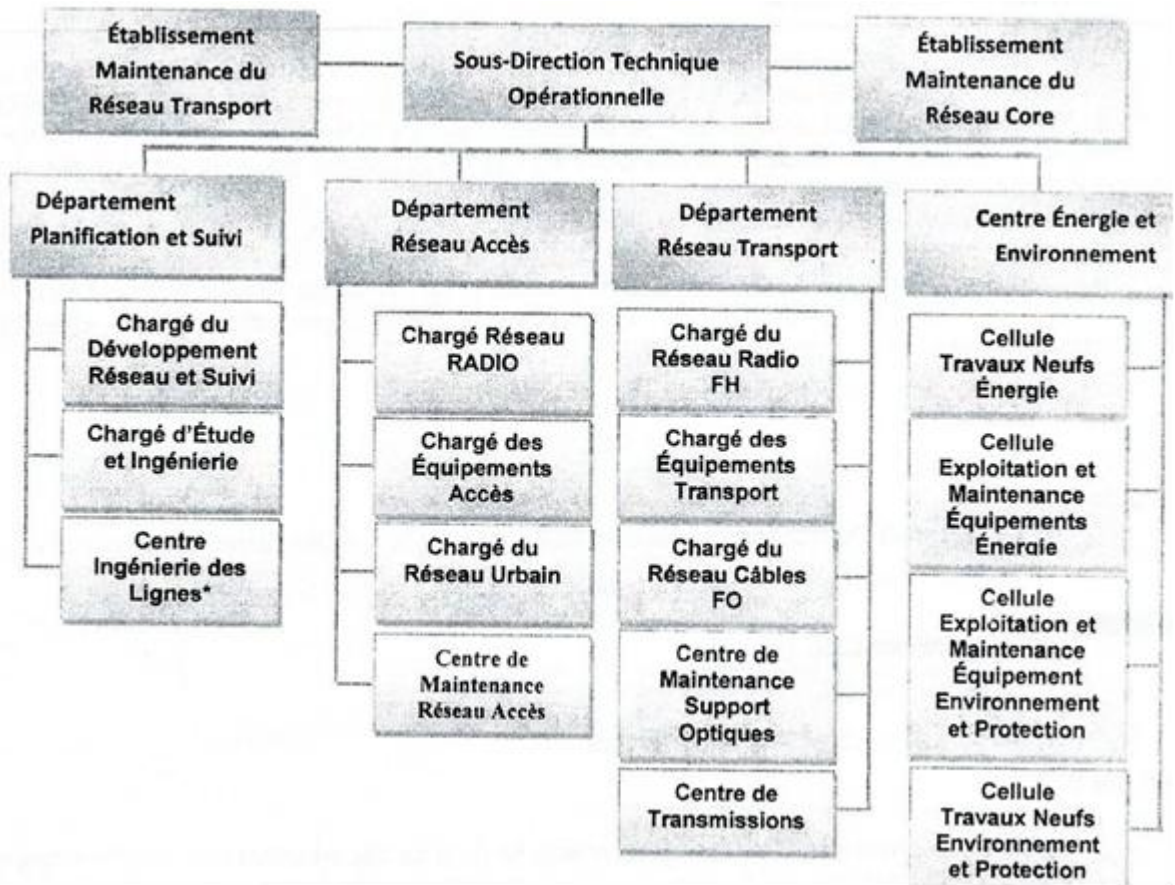 Établissement
Maintenance du
Réseau Transport
Sous-Direction Technique
Opérationnelle
Établissement
Maintenance du
Réseau Core
Département
Planification et Suivi
Chargé du
Développement
Réseau et Suivi
Chargé d'Étude
et Ingénierie
Centre
Ingénierie des
Lignes*
Département
Réseau Accès
Chargé Réseau
RADIO
Chargé des
Équipements
Accès
Chargé du
Réseau Urbain
Centre de
Maintenance
Réseau Accès
Département
Réseau Transport
Chargé du
Réseau Radio
FH
Chargé des
Équipements
Transport
Chargé du
Réseau Câbles
FO
Centre de
Maintenance
Support
Optiques
Centre de
Transmissions
Centre Énergie et
Environnement
Cellule
Travaux Neufs
Énergie
Cellule
Exploitation et
Maintenance
Équipements
Énergie
Cellule
Exploitation et
Maintenance
Équipement
Environnement
et Protection
Cellule
Travaux Neufs
Environnement
et Protection